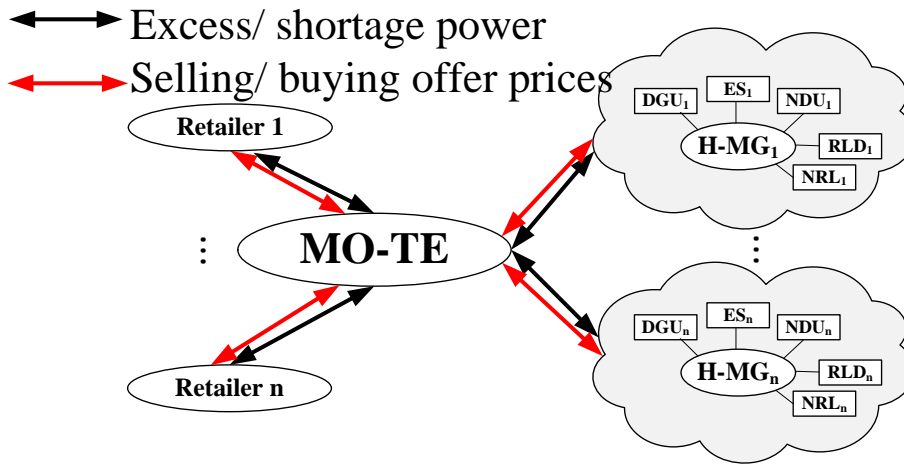 Excess/ shortage power
Selling/ buying offer prices
Retailer 1
⋮
MO-TE
Retailer n
DGU₁
ES₁
NDU₁
H-MG₁
RLD₁
NRL₁
⋮
DGUₙ
ESₙ
NDUₙ
H-MGₙ
RLDₙ
NRLₙ